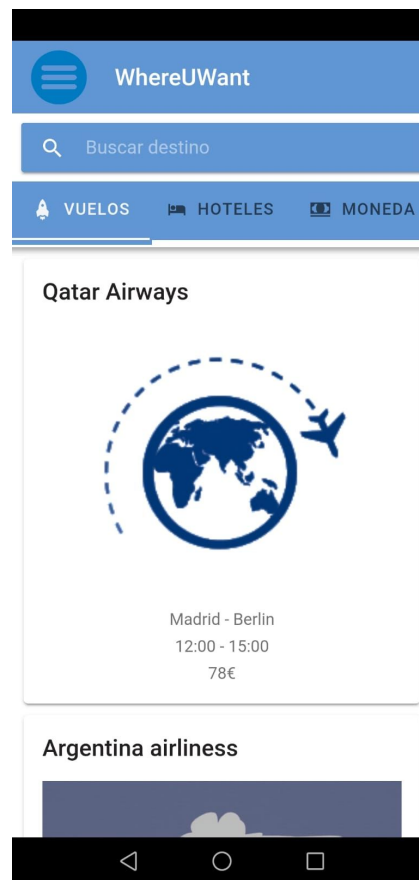 WhereUWant
Buscar destino
VUELOS HOTELES MONEDA
Qatar Airways
Madrid - Berlin
12:00 - 15:00
78€
Argentina airliness